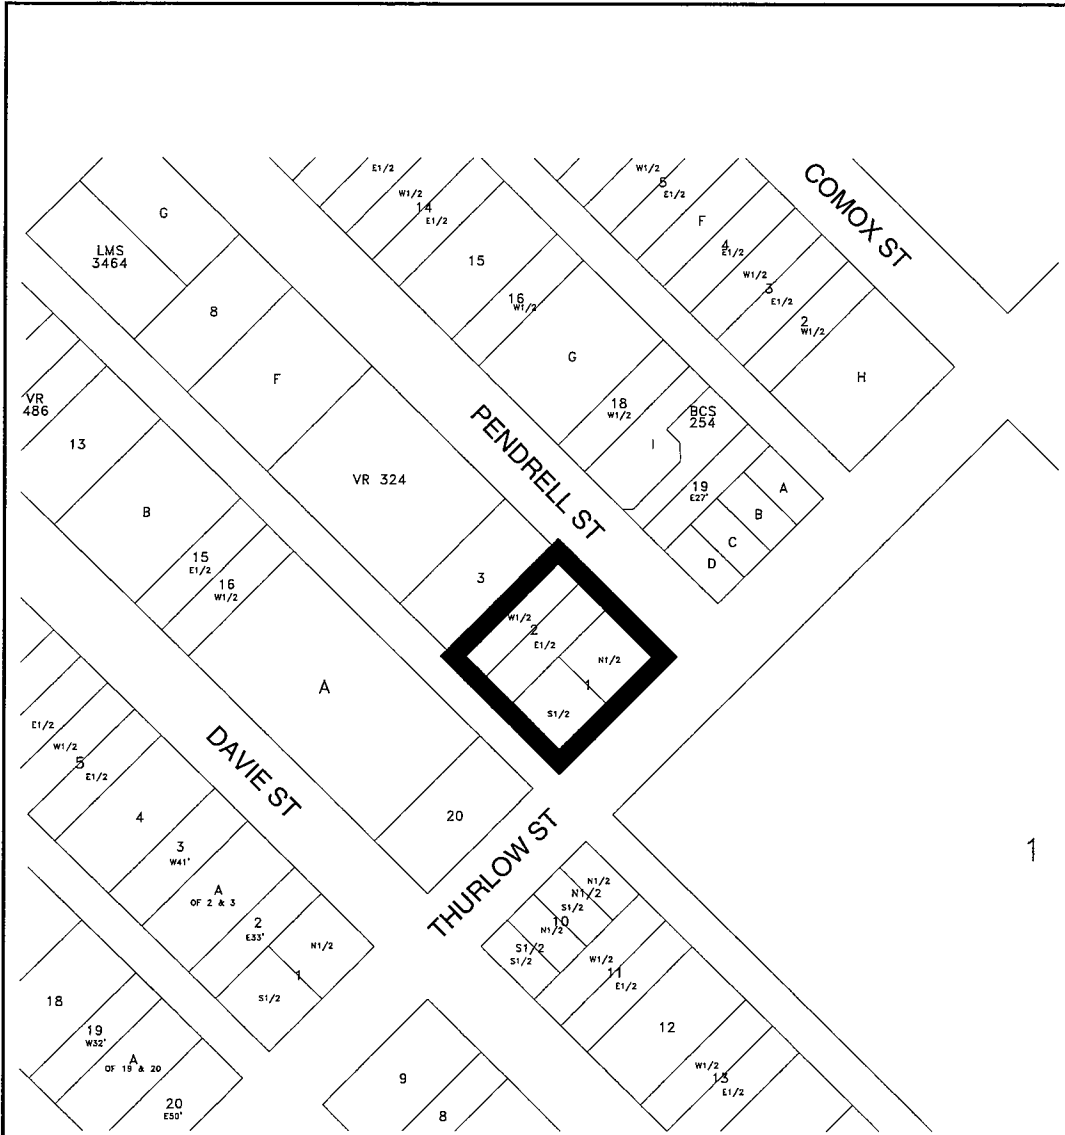 E1/2
W1/2
14
E1/2
15
16
W1/2
G
18
W1/2
I
BCS
254
19
E27'
A
B
C
D
W1/2
5
E1/2
F
4
E1/2
W1/2
3
E1/2
2
W1/2
H
COMOX ST
G
LMS
3464
8
F
VR 324
3
PENDRELL ST
W1/2
2
E1/2
N1/2
1
S1/2
VR
486
13
B
15
E1/2
16
W1/2
A
20
DAVIE ST
THURLOW ST
1
E1/2
W1/2
5
E1/2
4
3
W41'
A
OF 2 & 3
2
E33'
N1/2
1
S1/2
18
19
W32'
A
OF 19 & 20
20
E50'
N1/2
N1/2
S1/2
10
N1/2
S1/2
S1/2
W1/2
11
E1/2
12
W1/2
13
E1/2
9
8